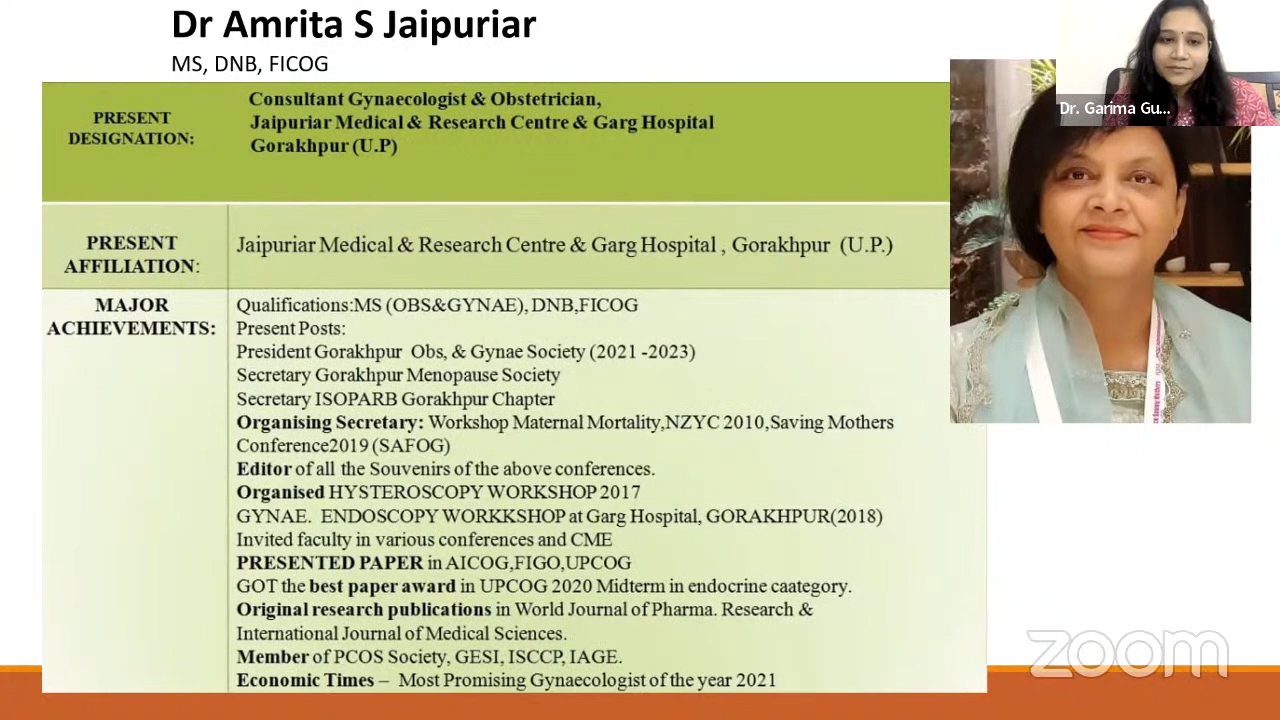 Dr Amrita S Jaipuriar
MS, DNB, FICOG
Dr. Garima Gu...
PRESENT
DESIGNATION:
Consultant Gynaecologist & Obstetrician,
Jaipuriar Medical & Research Centre & Garg Hospital
Gorakhpur (U.P)
PRESENT
AFFILIATION:
Jaipuriar Medical & Research Centre & Garg Hospital , Gorakhpur (U.P.)
MAJOR
ACHIEVEMENTS:
Qualifications:MS (OBS&GYNAE), DNB,FICOG
Present Posts:
President Gorakhpur Obs, & Gynae Society (2021 -2023)
Secretary Gorakhpur Menopause Society
Secretary ISOPARB Gorakhpur Chapter
Organising Secretary: Workshop Maternal Mortality,NZYC 2010,Saving Mothers
Conference2019 (SAFOG)
Editor of all the Souvenirs of the above conferences.
Organised HYSTEROSCOPY WORKSHOP 2017
GYNAE. ENDOSCOPY WORKKSHOP at Garg Hospital, GORAKHPUR(2018)
Invited faculty in various conferences and CME
PRESENTED PAPER in AICOG,FIGO,UPCOG
GOT the best paper award in UPCOG 2020 Midterm in endocrine caategory.
Original research publications in World Journal of Pharma. Research &
International Journal of Medical Sciences.
Member of PCOS Society, GESI, ISCCP, IAGE.
Economic Times – Most Promising Gynaecologist of the year 2021
zoom